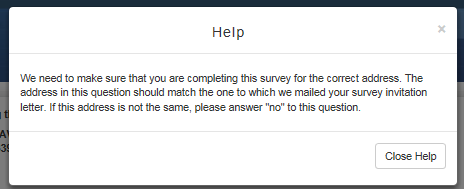 Help
×
We need to make sure that you are completing this survey for the correct address. The
address in this question should match the one to which we mailed your survey invitation
letter. If this address is not the same, please answer "no" to this question.
Close Help